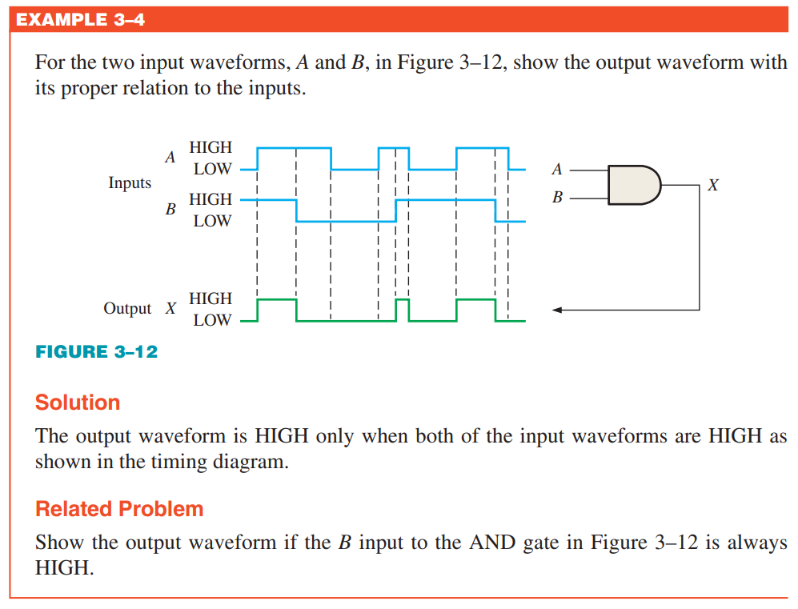 EXAMPLE 3–4
For the two input waveforms, A and B, in Figure 3–12, show the output waveform with
its proper relation to the inputs.
HIGH
A
LOW
Inputs
HIGH
B
LOW
A
B
X
HIGH
Output X
LOW
FIGURE 3–12
Solution
The output waveform is HIGH only when both of the input waveforms are HIGH as
shown in the timing diagram.
Related Problem
Show the output waveform if the B input to the AND gate in Figure 3–12 is always
HIGH.